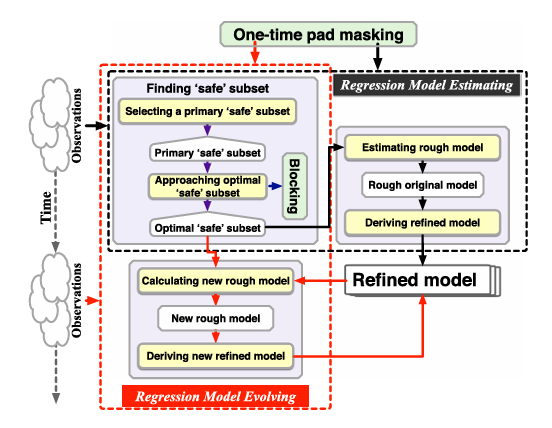 One-time pad masking
Regression Model Estimating
Finding ‘safe’ subset
Selecting a primary ‘safe’ subset
Primary ‘safe’ subset
Approaching optimal
‘safe’ subset
Optimal ‘safe’ subset
Blocking
Estimating rough model
Rough original model
Deriving refined model
Observations
Time
Observations
Calculating new rough model
New rough model
Deriving new refined model
Refined model
Regression Model Evolving